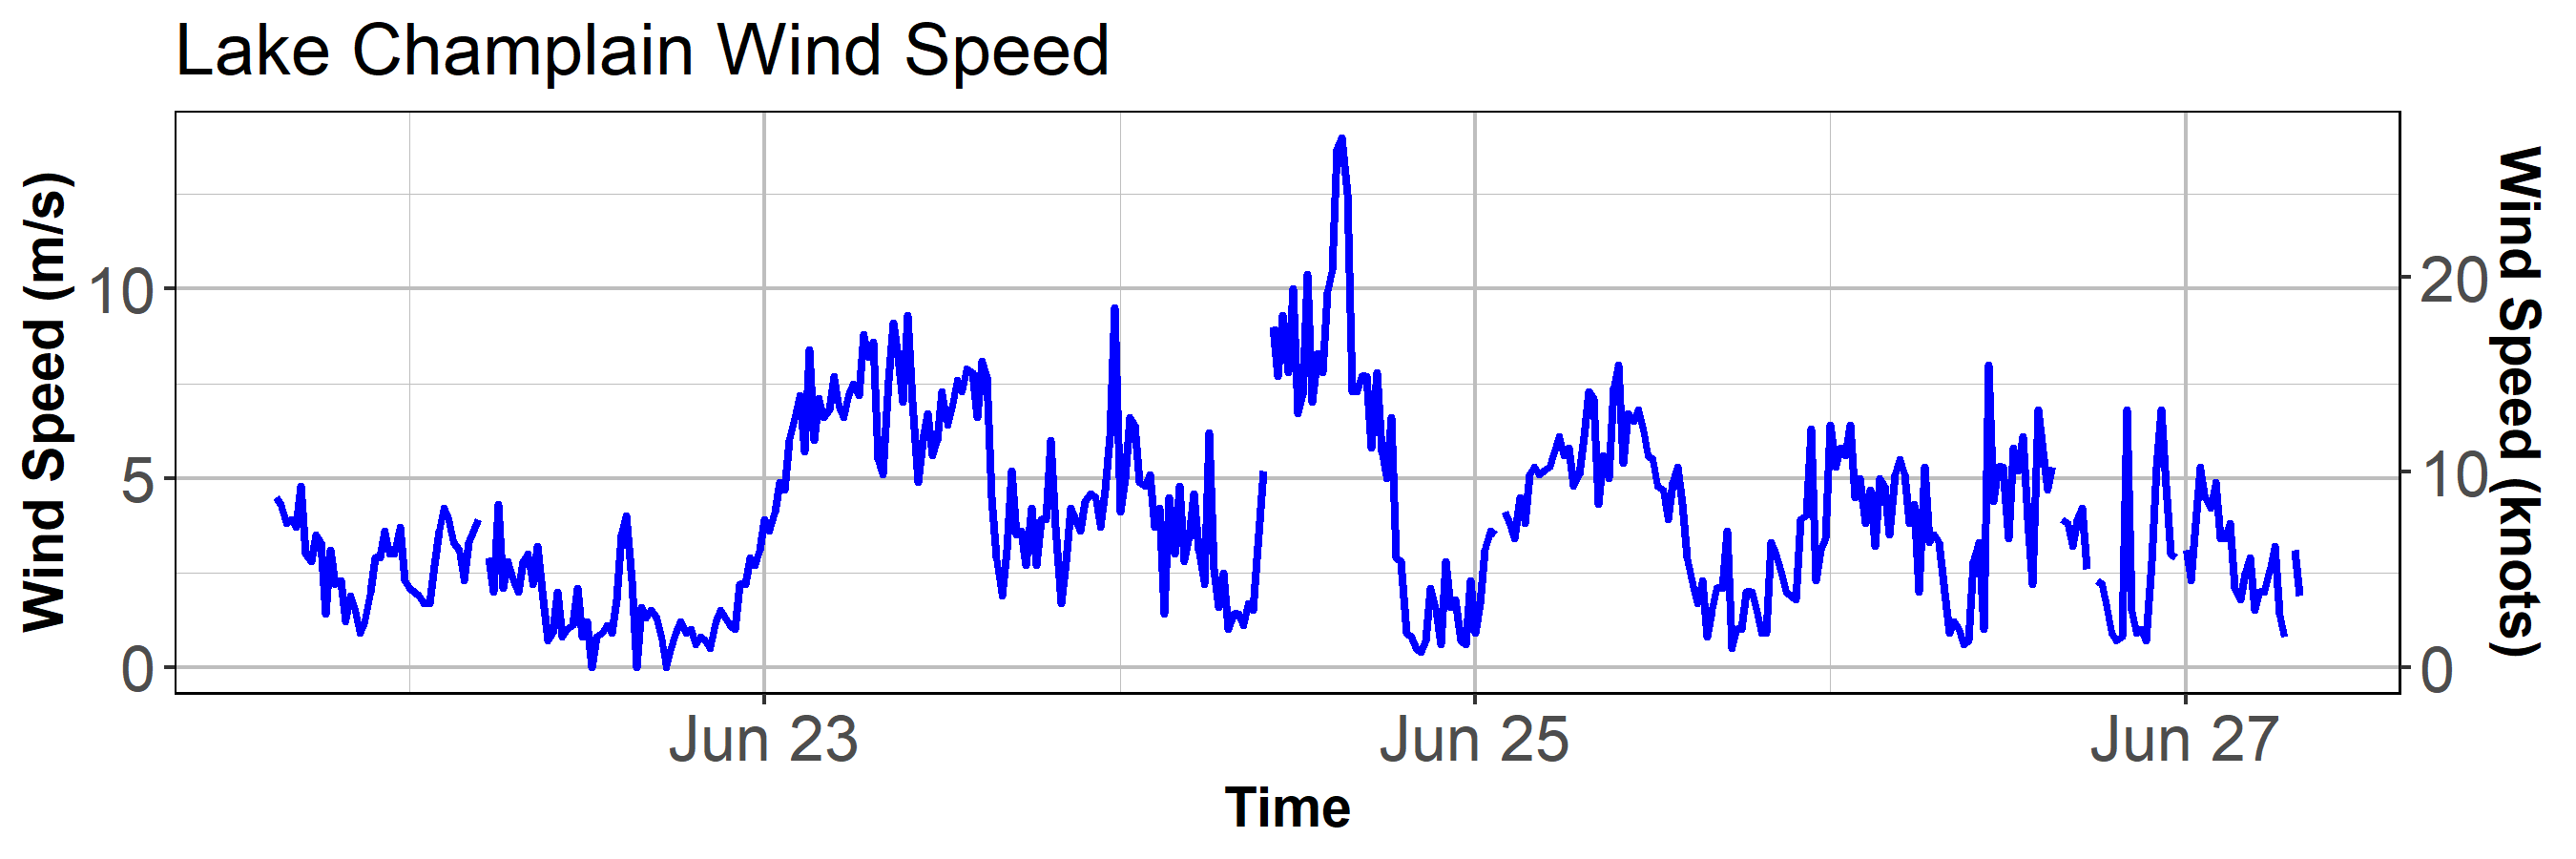 Lake Champlain Wind Speed
Wind Speed (m/s)
10
5
0
20
10
0
Wind Speed (knots)
Jun 23
Jun 25
Jun 27
Time